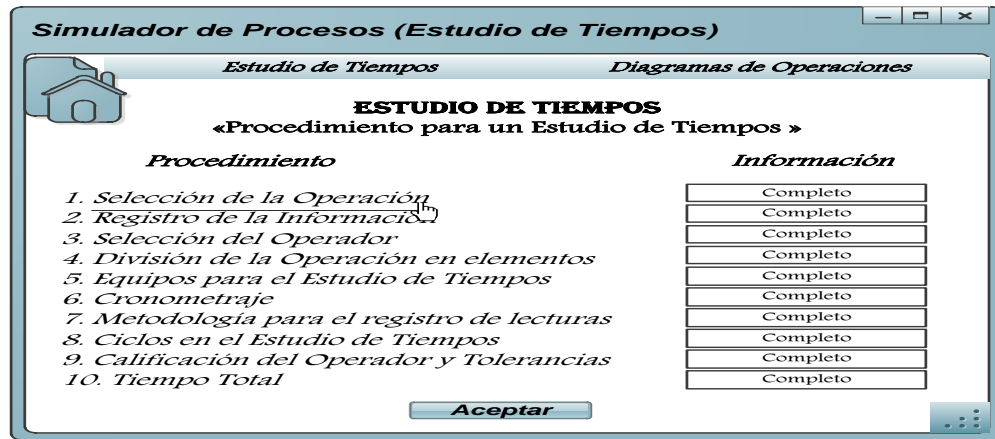 Simulador de Procesos (Estudio de Tiempos)
Estudio de Tiempos Diagramas de Operaciones
ESTUDIO DE TIEMPOS
«Procedimiento para un Estudio de Tiempos »
Procedimiento Información
1. Selección de la Operación Completo
2. Registro de la Información Completo
3. Selección del Operador Completo
4. División de la Operación en elementos Completo
5. Equipos para el Estudio de Tiempos Completo
6. Cronometraje Completo
7. Metodología para el registro de lecturas Completo
8. Ciclos en el Estudio de Tiempos Completo
9. Calificación del Operador y Tolerancias Completo
10. Tiempo Total Completo
Aceptar